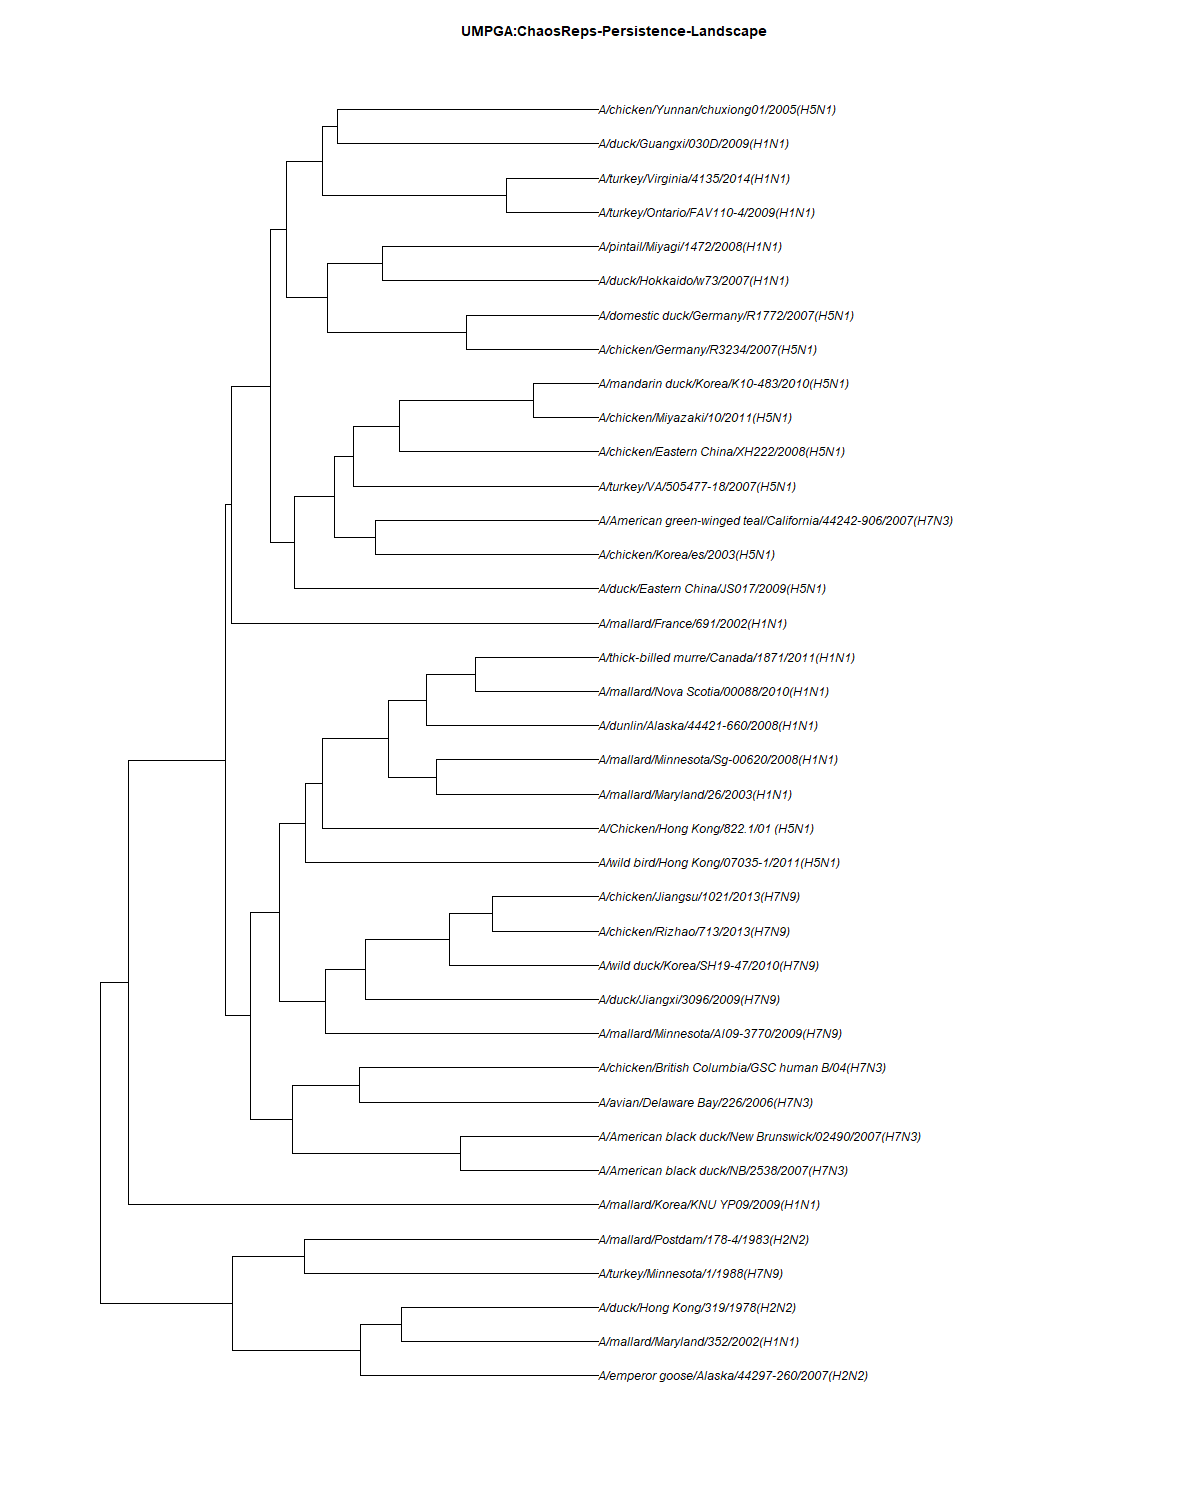 UMPGA:ChaosReps-Persistence-Landscape
A/chicken/Yunnan/chuxiong01/2005(H5N1)
A/duck/Guangxi/030D/2009(H1N1)
A/turkey/Virginia/4135/2014(H1N1)
A/turkey/Ontario/FAV110-4/2009(H1N1)
A/pintail/Miyagi/1472/2008(H1N1)
A/duck/Hokkaido/w73/2007(H1N1)
A/domestic duck/Germany/R1772/2007(H5N1)
A/chicken/Germany/R3234/2007(H5N1)
A/mandarin duck/Korea/K10-483/2010(H5N1)
A/chicken/Miyazaki/10/2011(H5N1)
A/chicken/Eastern China/XH222/2008(H5N1)
A/turkey/VA/505477-18/2007(H5N1)
A/American green-winged teal/California/44242-906/2007(H7N3)
A/chicken/Korea/es/2003(H5N1)
A/duck/Eastern China/JS017/2009(H5N1)
A/mallard/France/691/2002(H1N1)
A/thick-billed murre/Canada/1871/2011(H1N1)
A/mallard/Nova Scotia/00088/2010(H1N1)
A/dunlin/Alaska/44421-660/2008(H1N1)
A/mallard/Minnesota/Sg-00620/2008(H1N1)
A/mallard/Maryland/26/2003(H1N1)
A/Chicken/Hong Kong/822.1/01 (H5N1)
A/wild bird/Hong Kong/07035-1/2011(H5N1)
A/chicken/Jiangsu/1021/2013(H7N9)
A/chicken/Rizhao/713/2013(H7N9)
A/wild duck/Korea/SH19-47/2010(H7N9)
A/duck/Jiangxi/3096/2009(H7N9)
A/mallard/Minnesota/AI09-3770/2009(H7N9)
A/chicken/British Columbia/GSC human B/04(H7N3)
A/avian/Delaware Bay/226/2006(H7N3)
A/American black duck/New Brunswick/02490/2007(H7N3)
A/American black duck/NB/2538/2007(H7N3)
A/mallard/Korea/KNU YP09/2009(H1N1)
A/mallard/Postdam/178-4/1983(H2N2)
A/turkey/Minnesota/1/1988(H7N9)
A/duck/Hong Kong/319/1978(H2N2)
A/mallard/Maryland/352/2002(H1N1)
A/emperor goose/Alaska/44297-260/2007(H2N2)